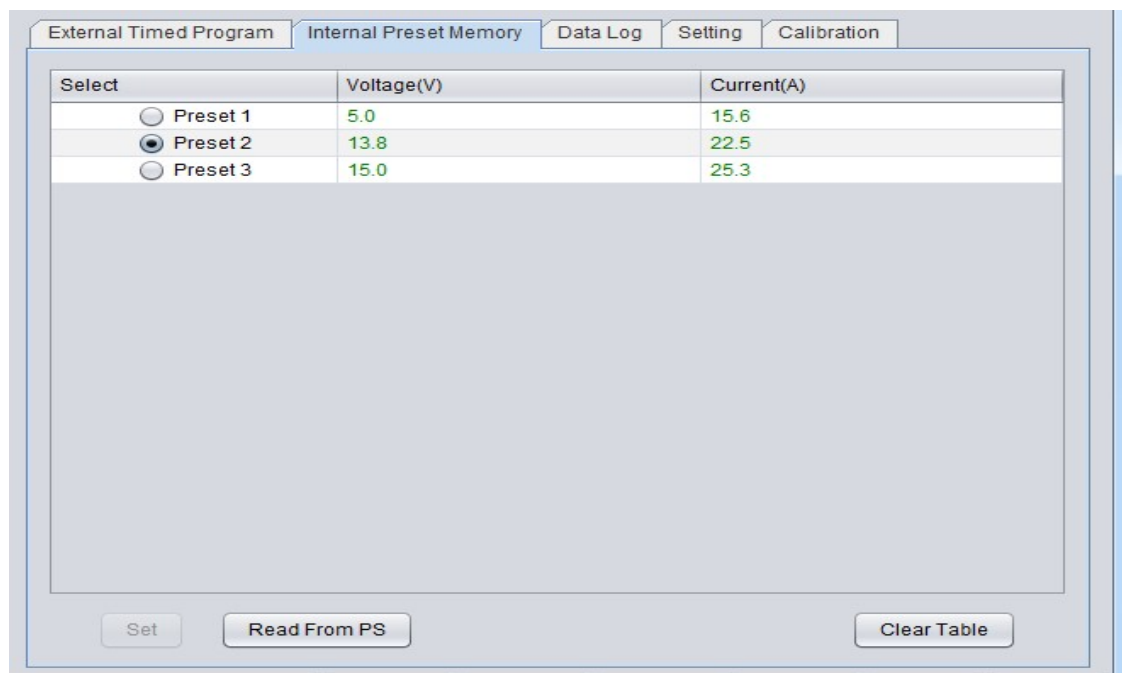 External Timed Program Internal Preset Memory Data Log Setting Calibration
Select Voltage(V) Current(A)
Preset 1 5.0 15.6
Preset 2 13.8 22.5
Preset 3 15.0 25.3
Set Read From PS Clear Table